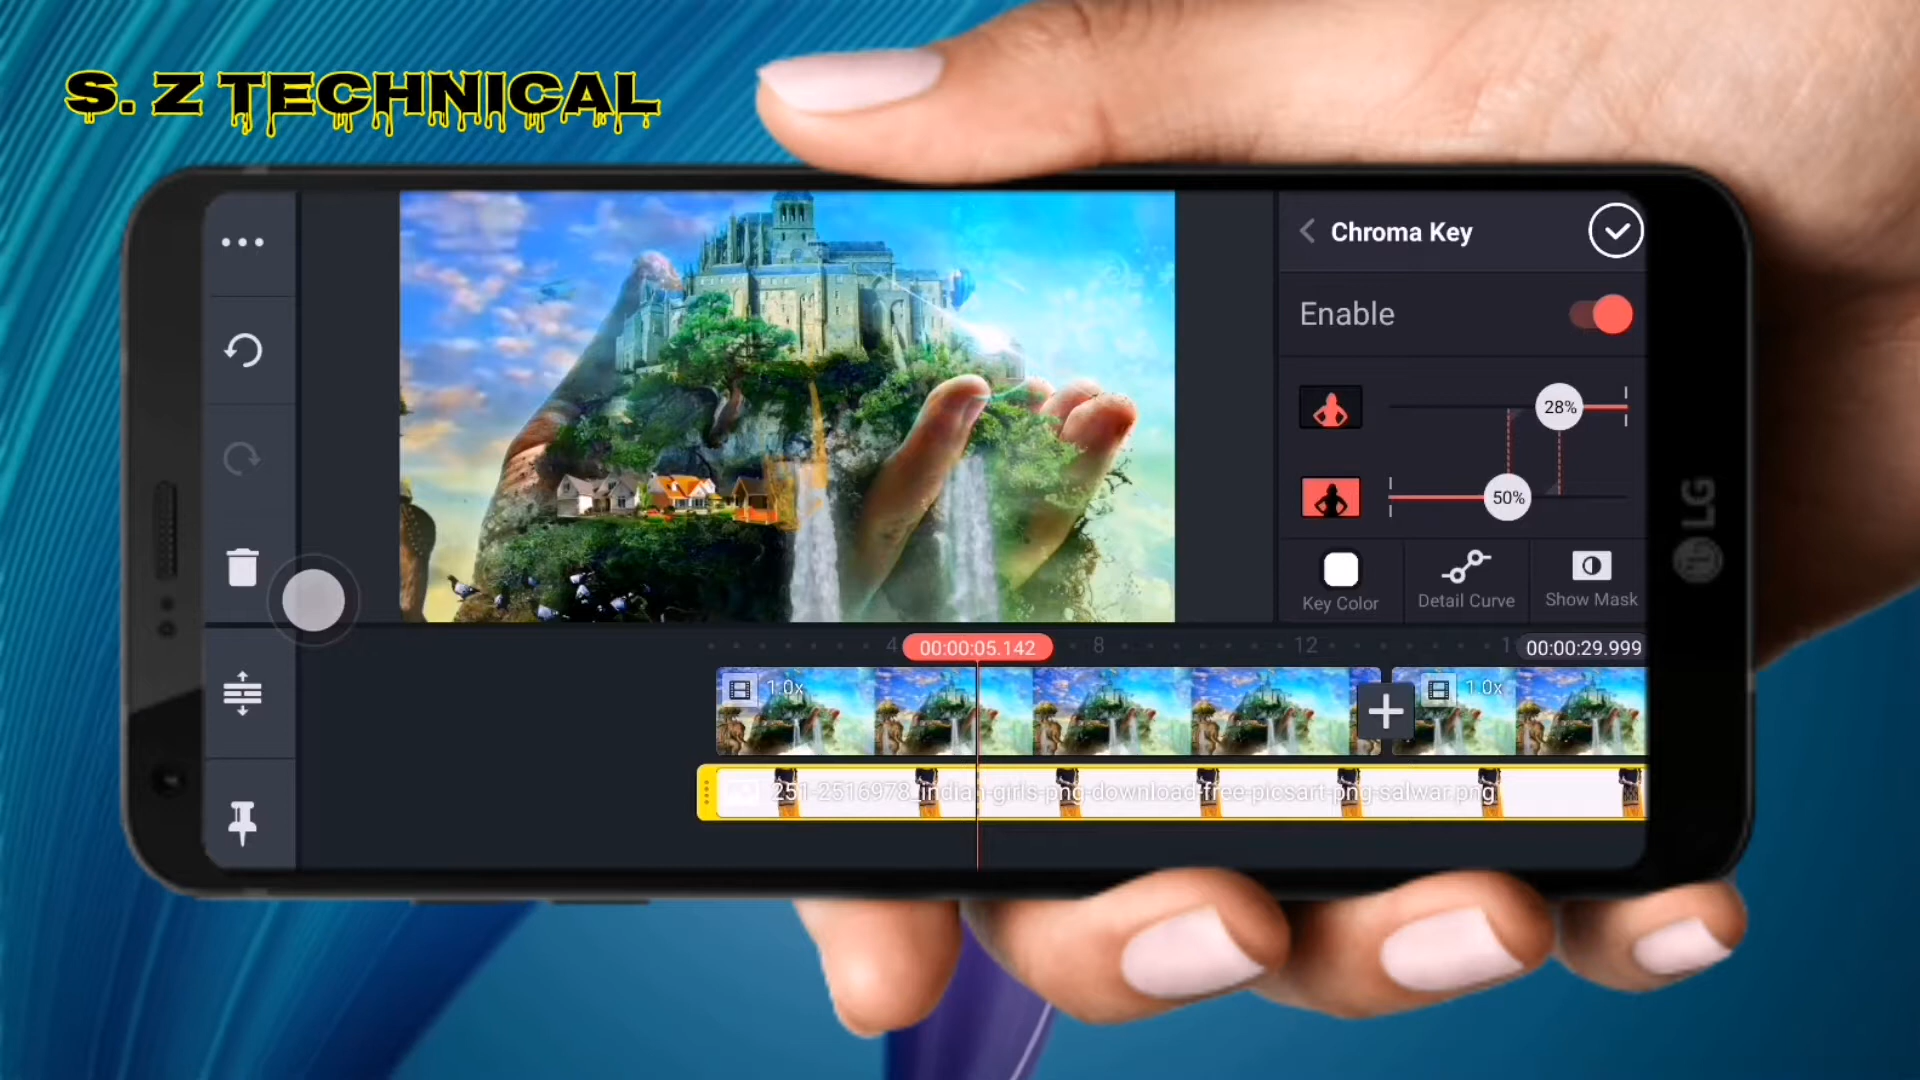 S. Z TECHNICAL
Chroma Key
Enable
28%
50%
Key Color
Detail Curve
Show Mask
4
00:00:05.142
8
12
1
00:00:29.999
1.0x
1.0x
251-2516978_indian-girls-png-download-free-picsart-png-salwar.png
LG